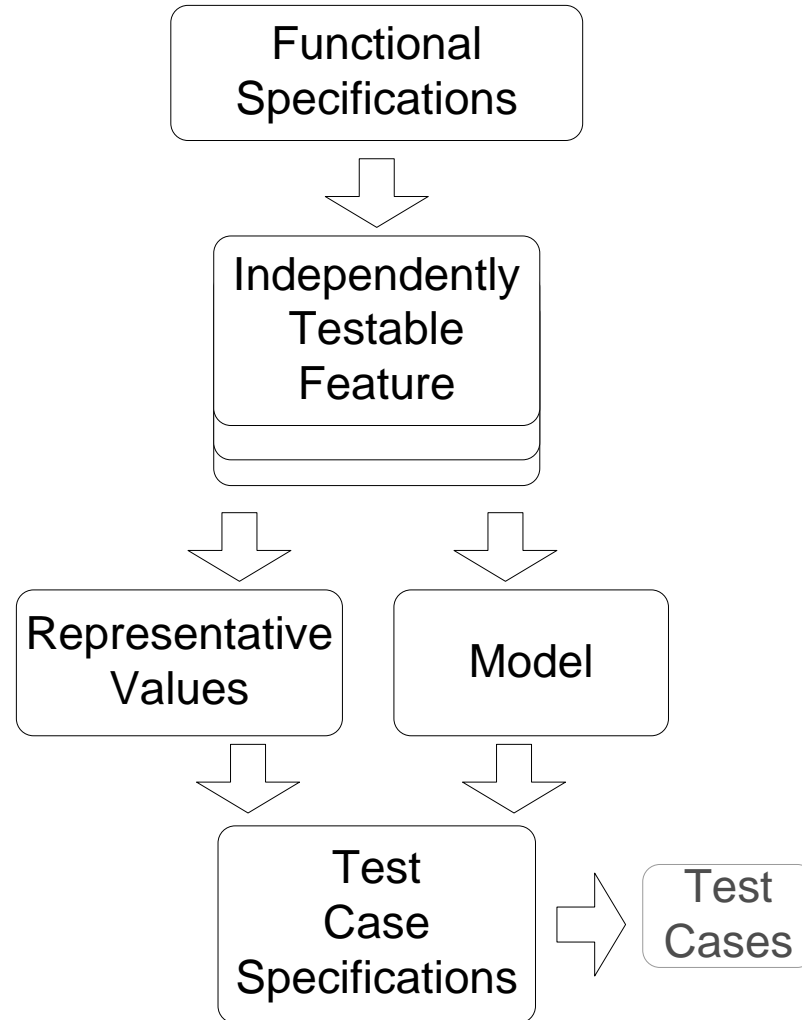 Functional
Specifications
Independently
Testable
Feature
Representative
Values
Model
Test
Case
Specifications
Test
Cases